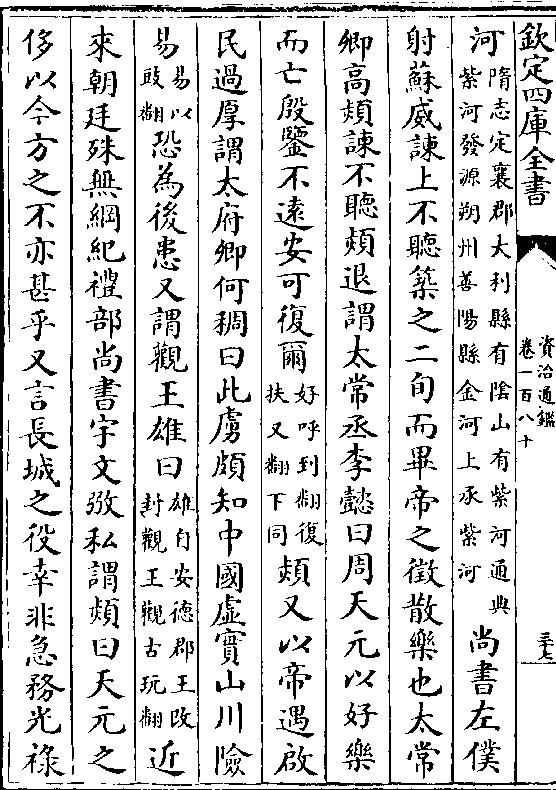 欽定四庫全書
資治通鑑
卷一百八十
三十七
河隋志定襄郡大利縣有隂山有紫河通典紫河發源朔州善陽縣金河上承紫河尚書左僕
射蘇威諫上不聽築之二旬而畢帝之徵散樂也太常
卿高熲諫不聽熲退謂太常丞李懿曰周天元以好樂
而亡殷鑒不遠安可復爾好呼到翻復扶又翻下同熲又以帝遇啟
民過厚謂太府卿何稠曰此虜頗知中國虛實山川險
易易以豉翻恐為後患又謂觀王雄曰雄自安德郡王改封觀王觀古玩翻近
來朝廷殊無綱紀禮部尚書宇文㢸私謂熲曰天元之
侈以今方之不亦甚乎又言長城之役幸非急務光祿